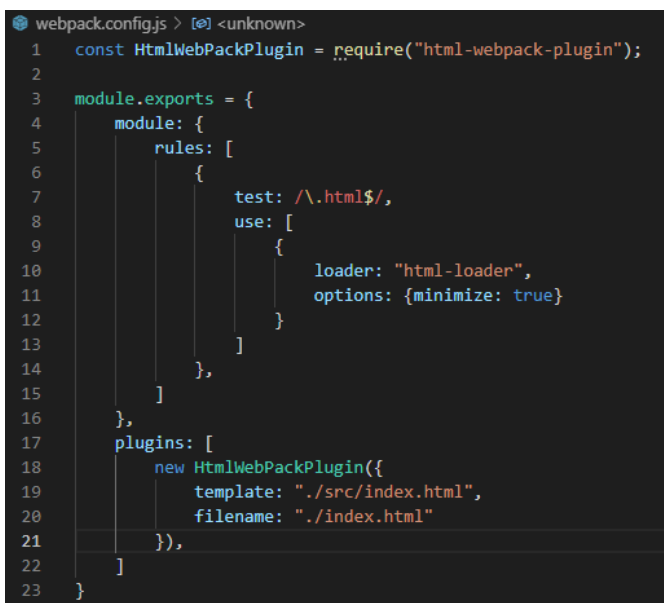 webpack.config.js > [∅] <unknown>
1 const HtmlWebPackPlugin = require("html-webpack-plugin");
2
3 module.exports = {
4     module: {
5         rules: [
6             {
7                 test: /\.html$/,
8                 use: [
9                     {
10                         loader: "html-loader",
11                         options: {minimize: true}
12                     }
13                 ]
14             },
15         ]
16     },
17     plugins: [
18         new HtmlWebPackPlugin({
19             template: "./src/index.html",
20             filename: "./index.html"
21         }),
22     ]
23 }